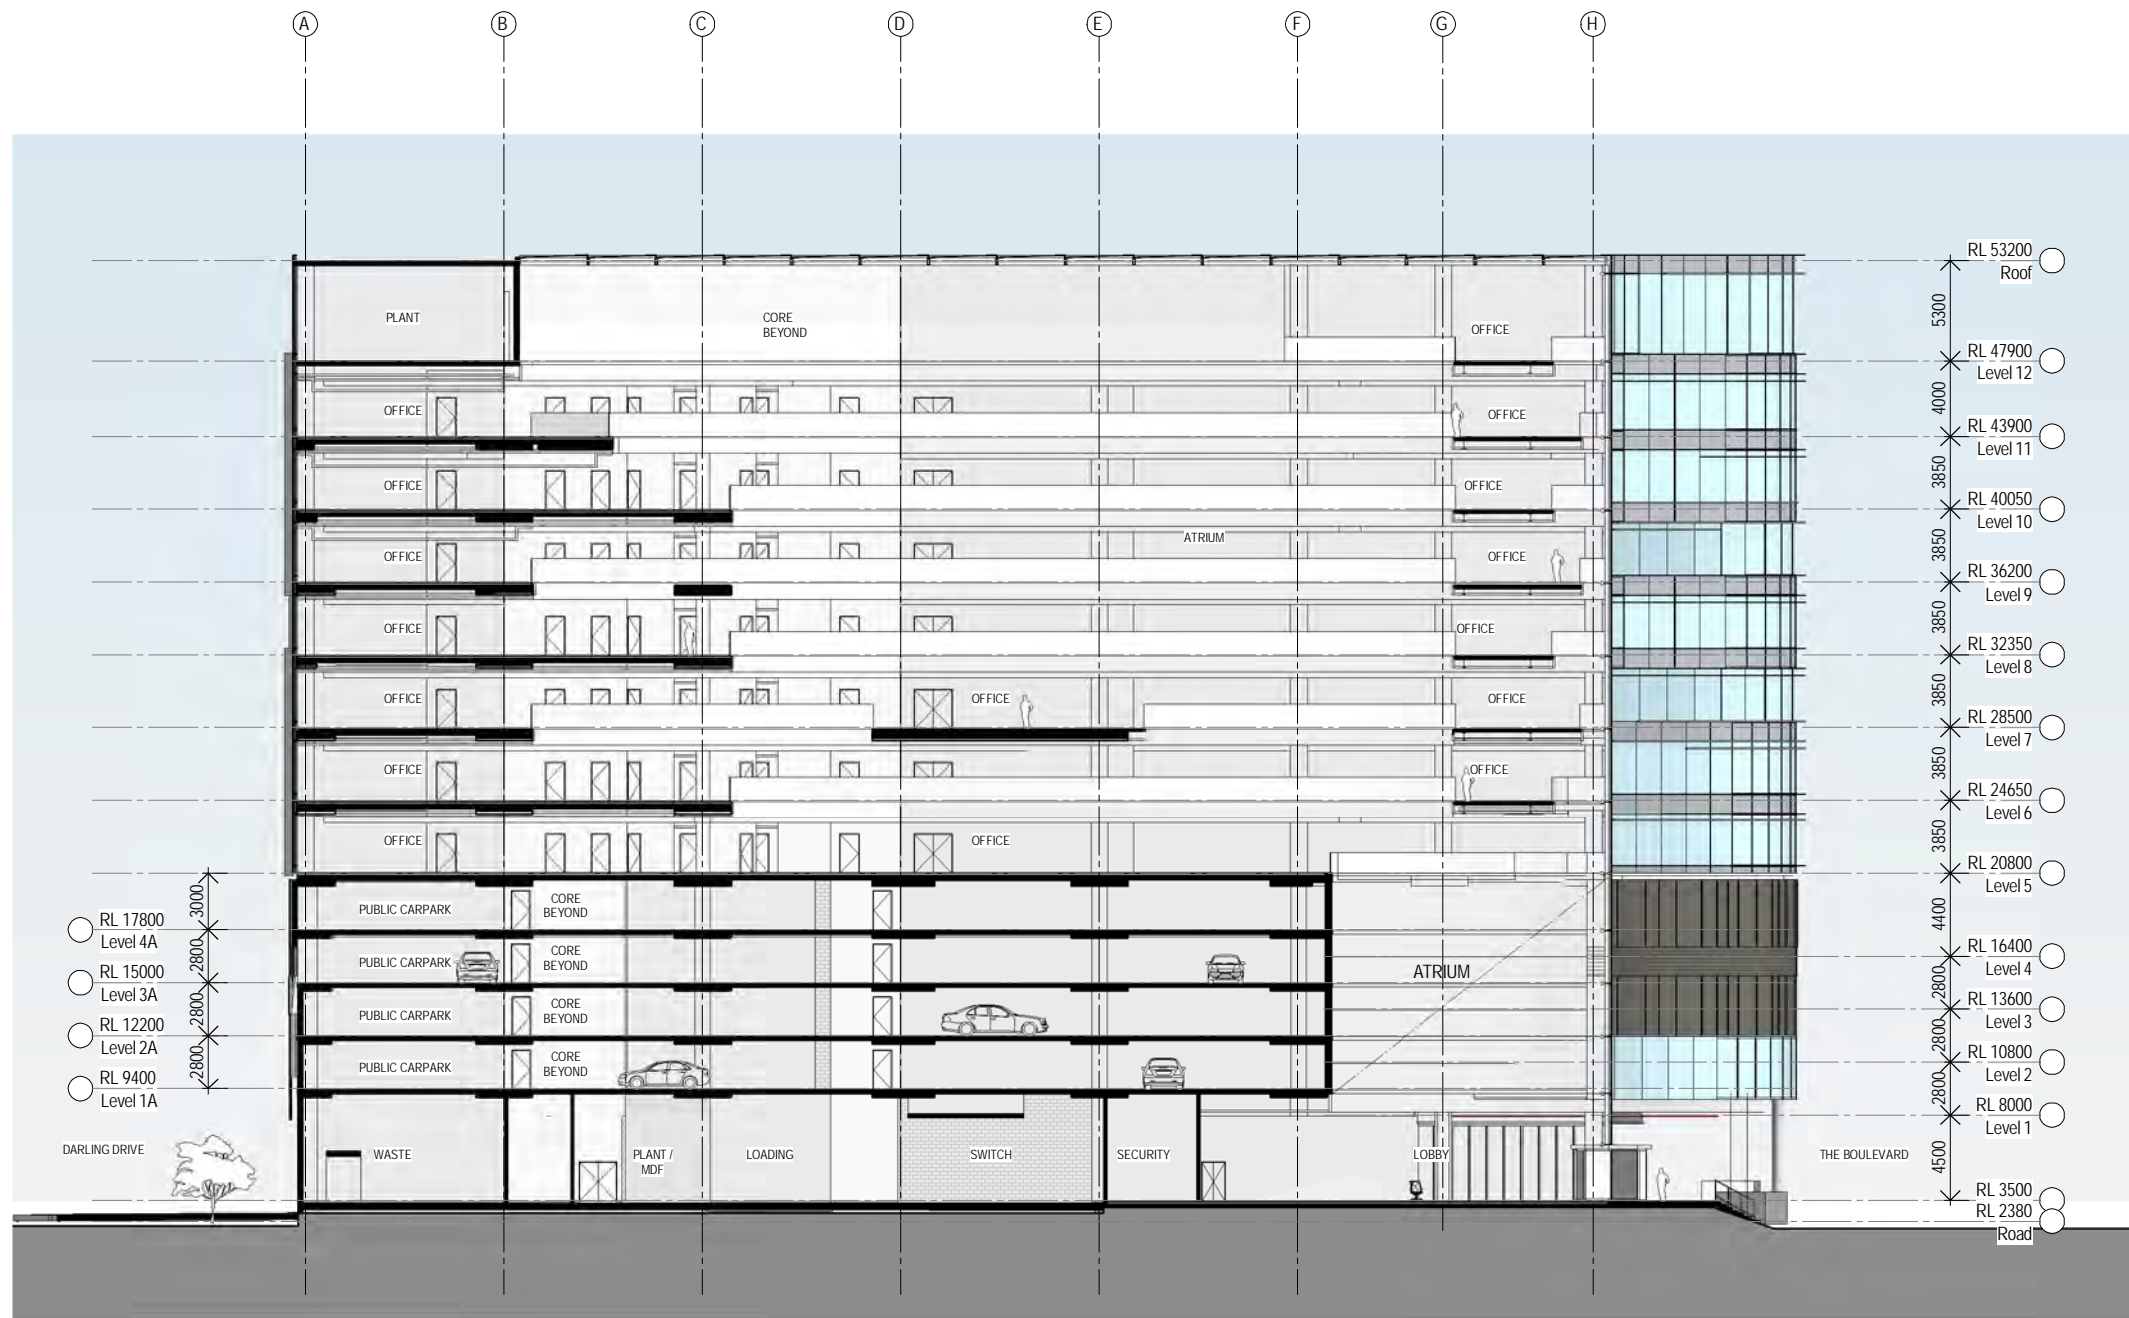 A B C D E F G H
RL 53200
Roof
5300
PLANT
CORE
BEYOND
OFFICE
RL 47900
Level 12
4000
OFFICE
OFFICE
RL 43900
Level 11
3850
OFFICE
OFFICE
RL 40050
Level 10
3850
OFFICE
ATRIUM
OFFICE
RL 36200
Level 9
3850
OFFICE
OFFICE
RL 32350
Level 8
3850
OFFICE
OFFICE
OFFICE
RL 28500
Level 7
3850
OFFICE
OFFICE
RL 24650
Level 6
3850
OFFICE
OFFICE
RL 20800
Level 5
3000
PUBLIC CARPARK
CORE
BEYOND
4400
RL 17800
Level 4A
2800
PUBLIC CARPARK
CORE
BEYOND
RL 16400
Level 4
ATRIUM
RL 15000
Level 3A
2800
2800
PUBLIC CARPARK
CORE
BEYOND
RL 13600
Level 3
RL 12200
Level 2A
2800
2800
PUBLIC CARPARK
CORE
BEYOND
RL 10800
Level 2
RL 9400
Level 1A
2800
RL 8000
Level 1
DARLING DRIVE
WASTE
PLANT /
MDF
LOADING
SWITCH
SECURITY
LOBBY
THE BOULEVARD
4500
RL 3500
RL 2380
Road